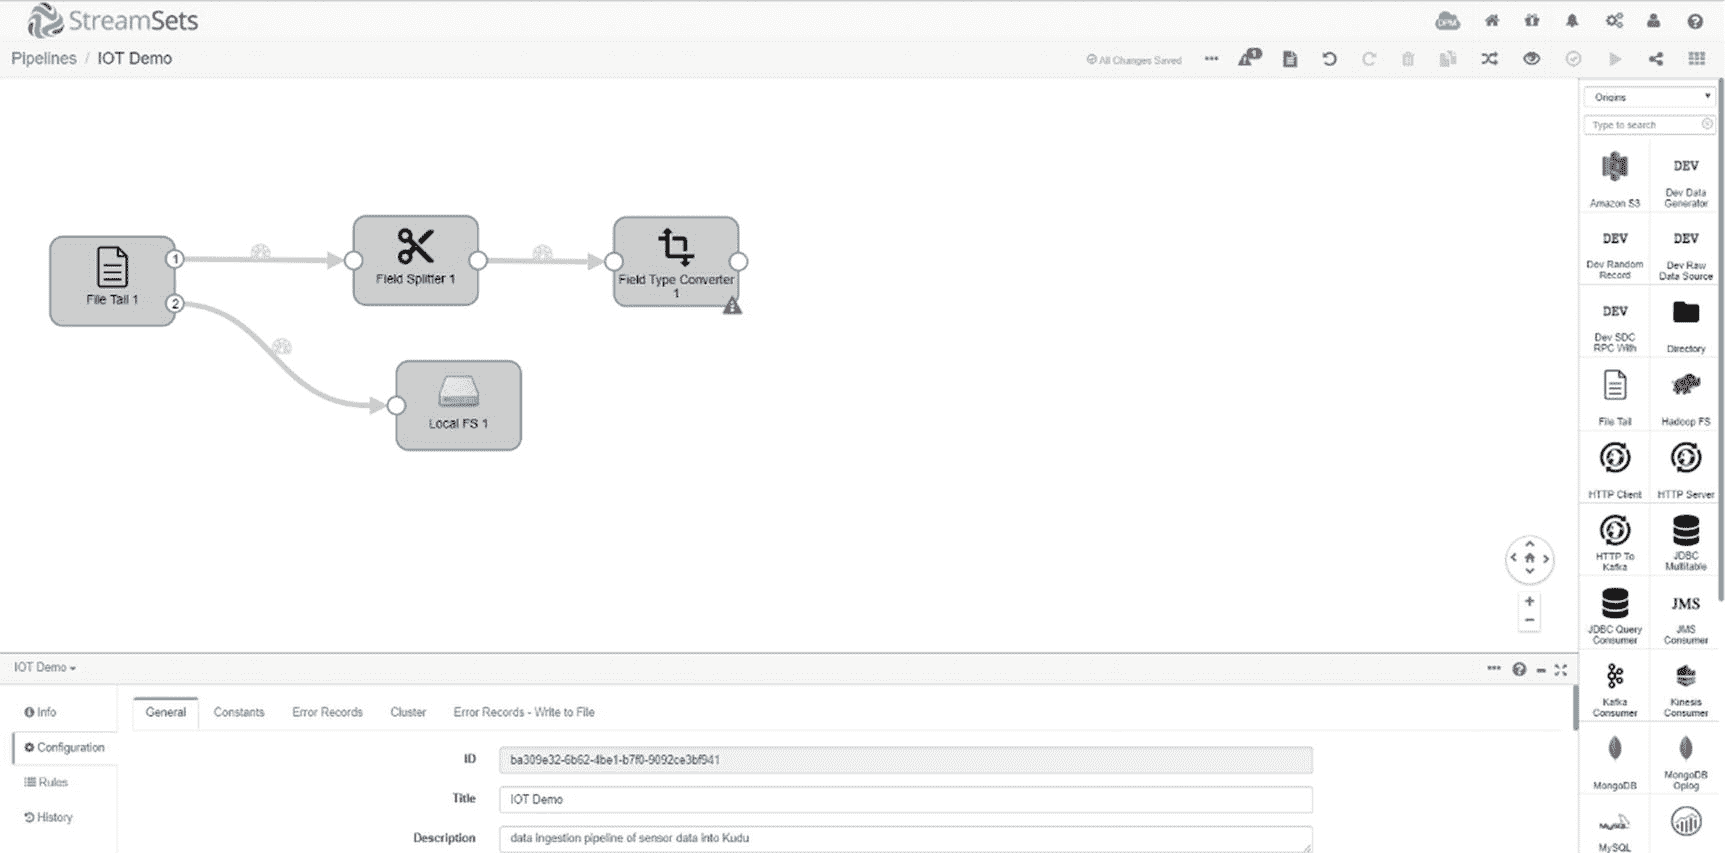 StreamSets
DPM
Pipelines / IOT Demo
All Changes Saved
1
Origins
Type to search
Amazon S3
DEV
Dev Data
Generator
DEV
Dev Random
Record
DEV
Dev Raw
Data Source
DEV
Dev SDC
RPC With
Directory
File Tail
Hadoop FS
HTTP Client
HTTP Server
HTTP To
Kafka
JDBC
Multitable
JDBC Query
Consumer
JMS
JMS
Consumer
Kafka
Consumer
Kinesis
Consumer
MongoDB
MongoDB
Oplog
MySQL
MySQL
File Tail 1
1
2
Field Splitter 1
Field Type Converter
1
Local FS 1
IOT Demo
Info
Configuration
Rules
History
General
Constants
Error Records
Cluster
Error Records - Write to File
ID
ba309e32-6b62-4be1-b7f0-9092ce3bf941
Title
IOT Demo
Description
data ingestion pipeline of sensor data into Kudu